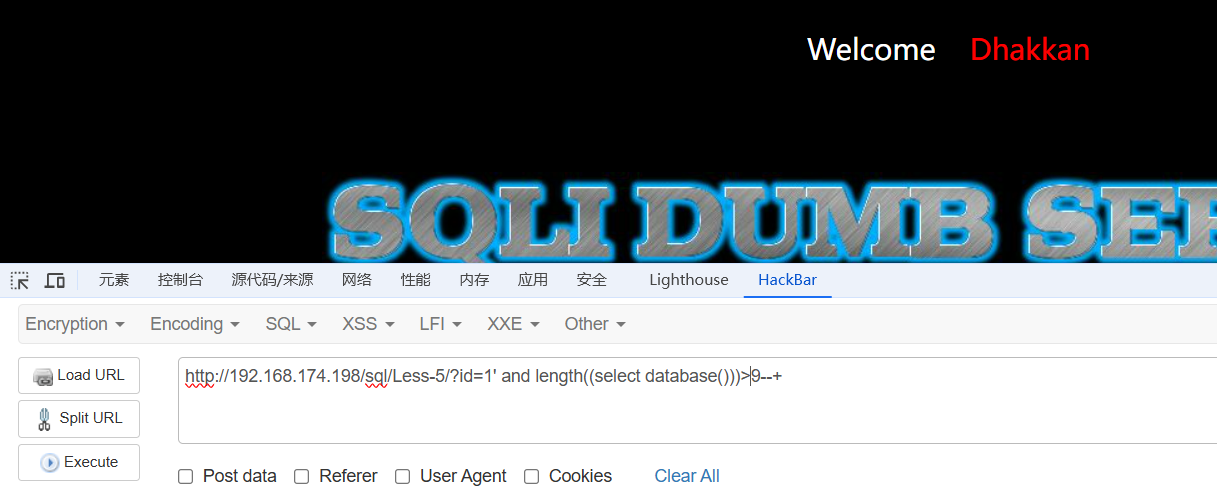 Welcome Dhakkan
SQLI DUMB SER
元素 控制台 源代码/来源 网络 性能 内存 应用 安全 Lighthouse HackBar
Encryption Encoding SQL XSS LFI XXE Other
Load URL http://192.168.174.198/sql/Less-5/?id=1' and length((select database()))>9--+
Split URL
Execute
Post data Referer User Agent Cookies Clear All